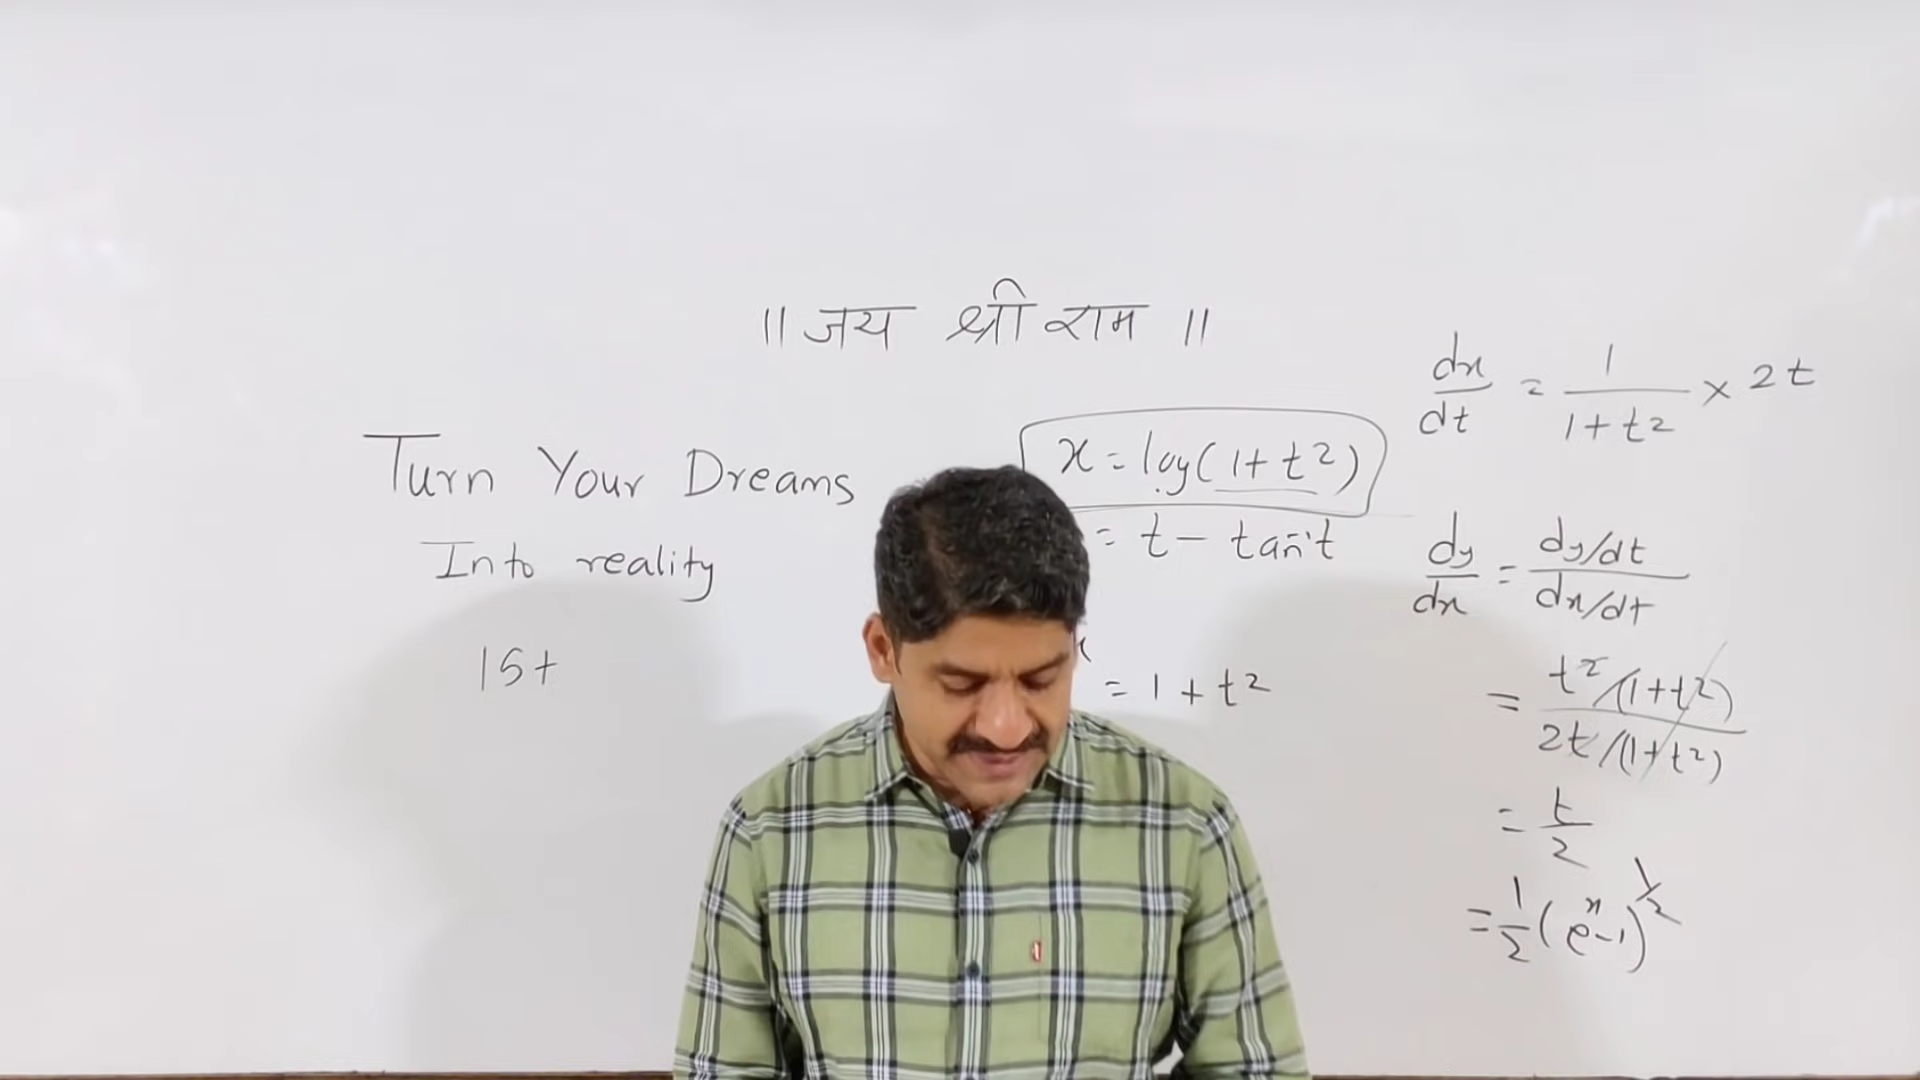 ॥ जय श्री राम ॥
Turn Your Dreams
Into reality
15+
x = log(1+t²)
= t - tan⁻¹t
= 1 + t²
dx/dt = 1/(1+t²) × 2t
dy/dx = (dy/dt)/(dx/dt)
= (t²/(1+t²))/(2t/(1+t²))
= t/2
= 1/2 (eˣ-1)^(1/2)